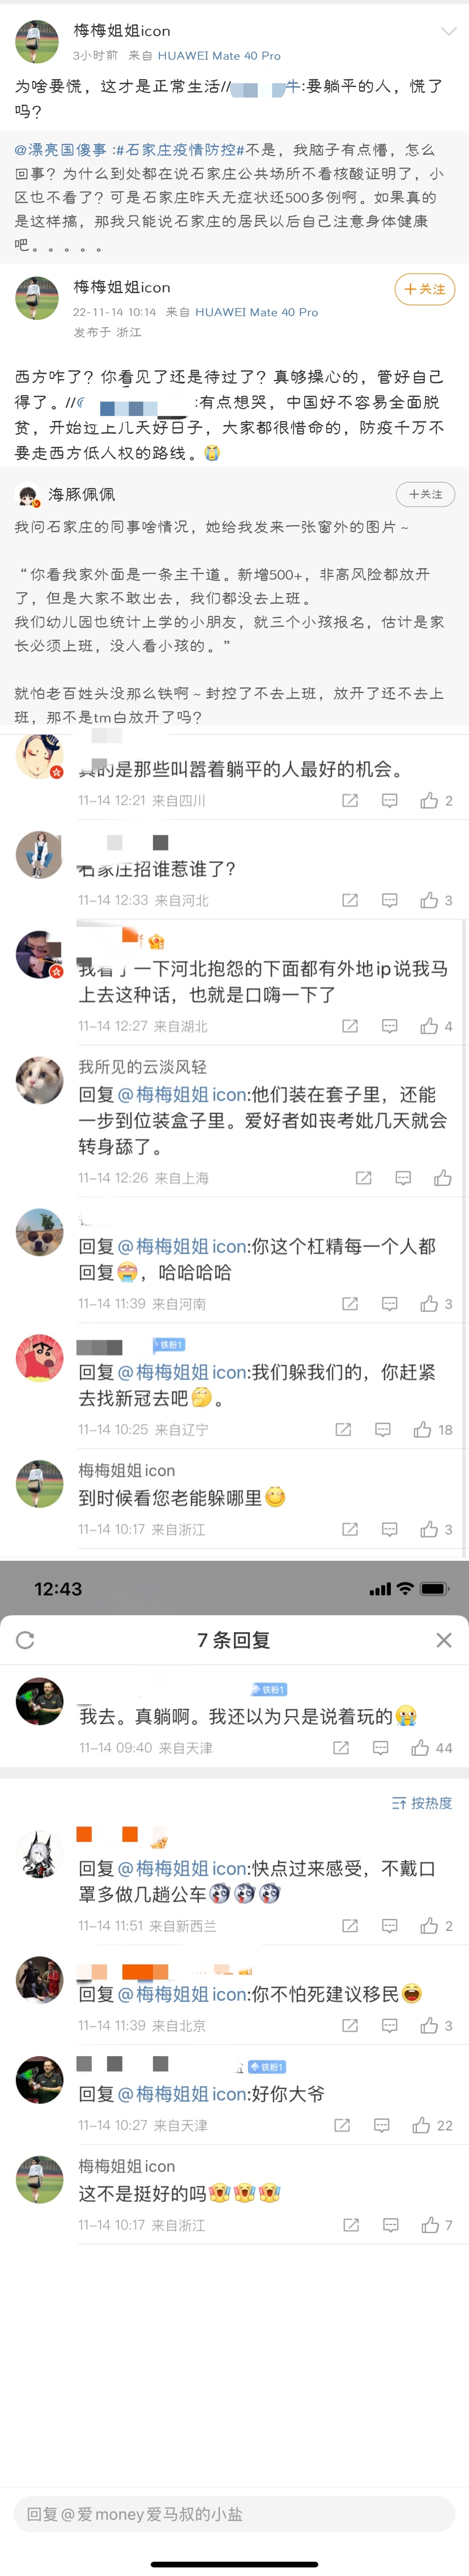 梅梅姐姐icon
3小时前 来自 HUAWEI Mate 40 Pro
为啥要慌，这才是正常生活//
牛:要躺平的人，慌了
吗？
@漂亮国傻事 :#石家庄疫情防控#不是，我脑子有点懵，怎么
回事？为什么到处都在说石家庄公共场所不看核酸证明了，小
区也不看了？可是石家庄昨天无症状还500多例啊。如果真的
是这样搞，那我只能说石家庄的居民以后自己注意身体健康
吧。。。。。
梅梅姐姐icon
＋关注
22-11-14 10:14 来自 HUAWEI Mate 40 Pro
发布于 浙江
西方咋了？你看见了还是待过了？真够操心的，管好自己
得了。//@ :有点想哭，中国好不容易全面脱
贫，开始过上几天好日子，大家都很惜命的，防疫千万不
要走西方低人权的路线。😭
海豚佩佩
＋关注
我问石家庄的同事啥情况，她给我发来一张窗外的图片～
“你看我家外面是一条主干道。新增500+，非高风险都放开
了，但是大家不敢出去，我们都没去上班。
我们幼儿园也统计上学的小朋友，就三个小孩报名，估计是家
长必须上班，没人看小孩的。”
就怕老百姓头没那么铁啊～封控了不去上班，放开了还不去上
班，那不是tm白放开了吗？
真的是那些叫嚣着躺平的人最好的机会。
11-14 12:21 来自四川
2
石家庄招谁惹谁了？
11-14 12:33 来自河北
3
我看了一下河北抱怨的下面都有外地ip说我马
上去这种话，也就是口嗨一下了
11-14 12:27 来自湖北
4
我所见的云淡风轻
回复@梅梅姐姐icon:他们装在套子里，还能
一步到位装盒子里。爱好者如丧考妣几天就会
转身舔了。
11-14 12:26 来自上海
回复@梅梅姐姐icon:你这个杠精每一个人都
回复😭，哈哈哈哈
11-14 11:39 来自河南
3
铁粉1
回复@梅梅姐姐icon:我们躲我们的，你赶紧
去找新冠去吧🤔。
11-14 10:25 来自辽宁
18
梅梅姐姐icon
到时候看您老能躲哪里😊
11-14 10:17 来自浙江
3
12:43
7 条回复
铁粉1
我去。真躺啊。我还以为只是说着玩的😭
11-14 09:40 来自天津
44
按热度
回复@梅梅姐姐icon:快点过来感受，不戴口
罩多做几趟公车
11-14 11:51 来自新西兰
2
回复@梅梅姐姐icon:你不怕死建议移民😄
11-14 11:39 来自北京
3
铁粉1
回复@梅梅姐姐icon:好你大爷
11-14 10:27 来自天津
22
梅梅姐姐icon
这不是挺好的吗
11-14 10:17 来自浙江
7
回复@爱money爱马叔的小盐